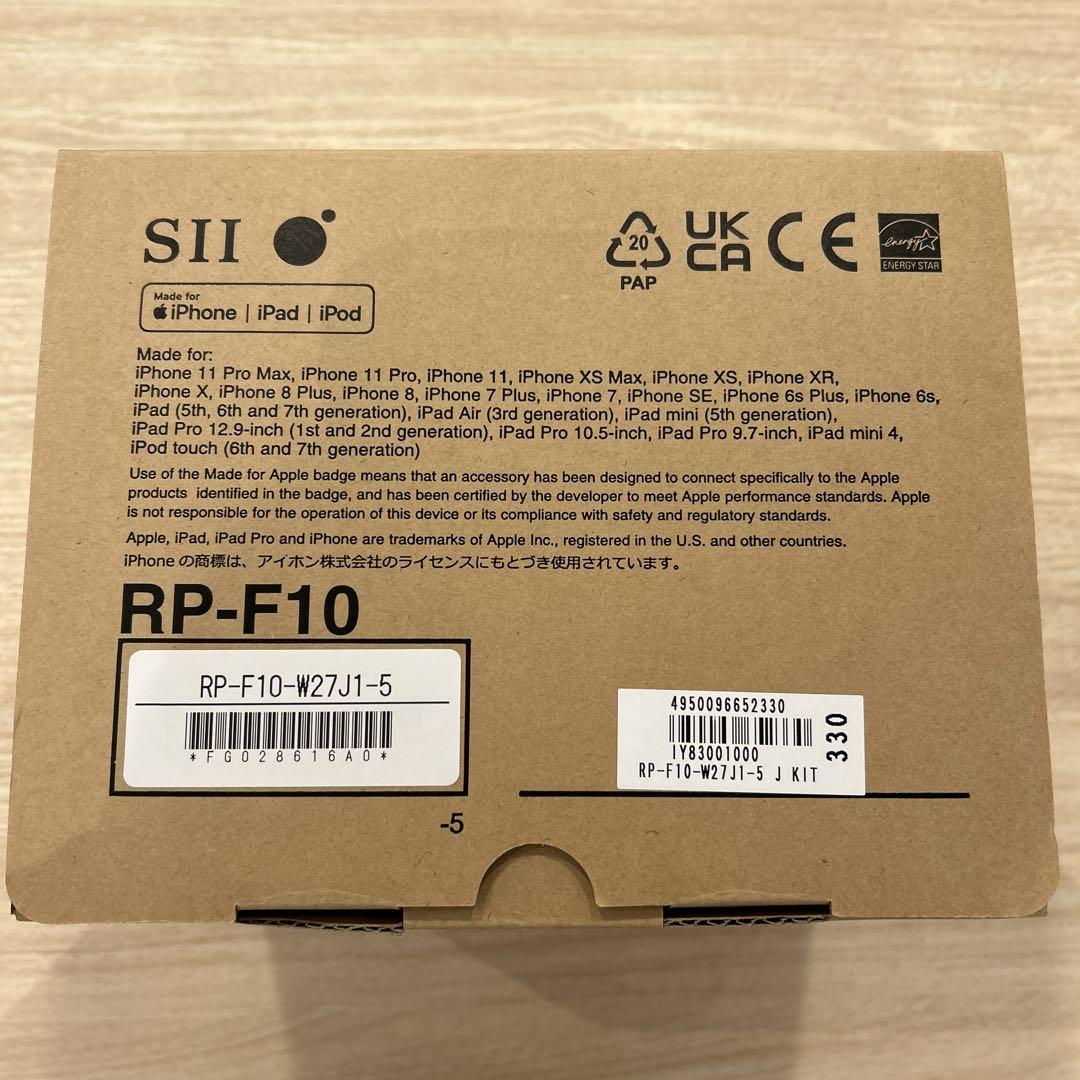 SII
20
PAP
UK
CA
CE
energy
ENERGY STAR
Made for
iPhone | iPad | iPod
Made for:
iPhone 11 Pro Max, iPhone 11 Pro, iPhone 11, iPhone XS Max, iPhone XS, iPhone XR,
iPhone X, iPhone 8 Plus, iPhone 8, iPhone 7 Plus, iPhone 7, iPhone SE, iPhone 6s Plus, iPhone 6s,
iPad (5th, 6th and 7th generation), iPad Air (3rd generation), iPad mini (5th generation),
iPad Pro 12.9-inch (1st and 2nd generation), iPad Pro 10.5-inch, iPad Pro 9.7-inch, iPad mini 4,
iPod touch (6th and 7th generation)
Use of the Made for Apple badge means that an accessory has been designed to connect specifically to the Apple
products identified in the badge, and has been certified by the developer to meet Apple performance standards. Apple
is not responsible for the operation of this device or its compliance with safety and regulatory standards.
Apple, iPad, iPad Pro and iPhone are trademarks of Apple Inc., registered in the U.S. and other countries.
iPhone の商標は、アイホン株式会社のライセンスにもとづき使用されています。
RP-F10
RP-F10-W27J1-5
*FG028616A0*
-5
4950096652330
IY83001000
RP-F10-W27J1-5 J KIT
330